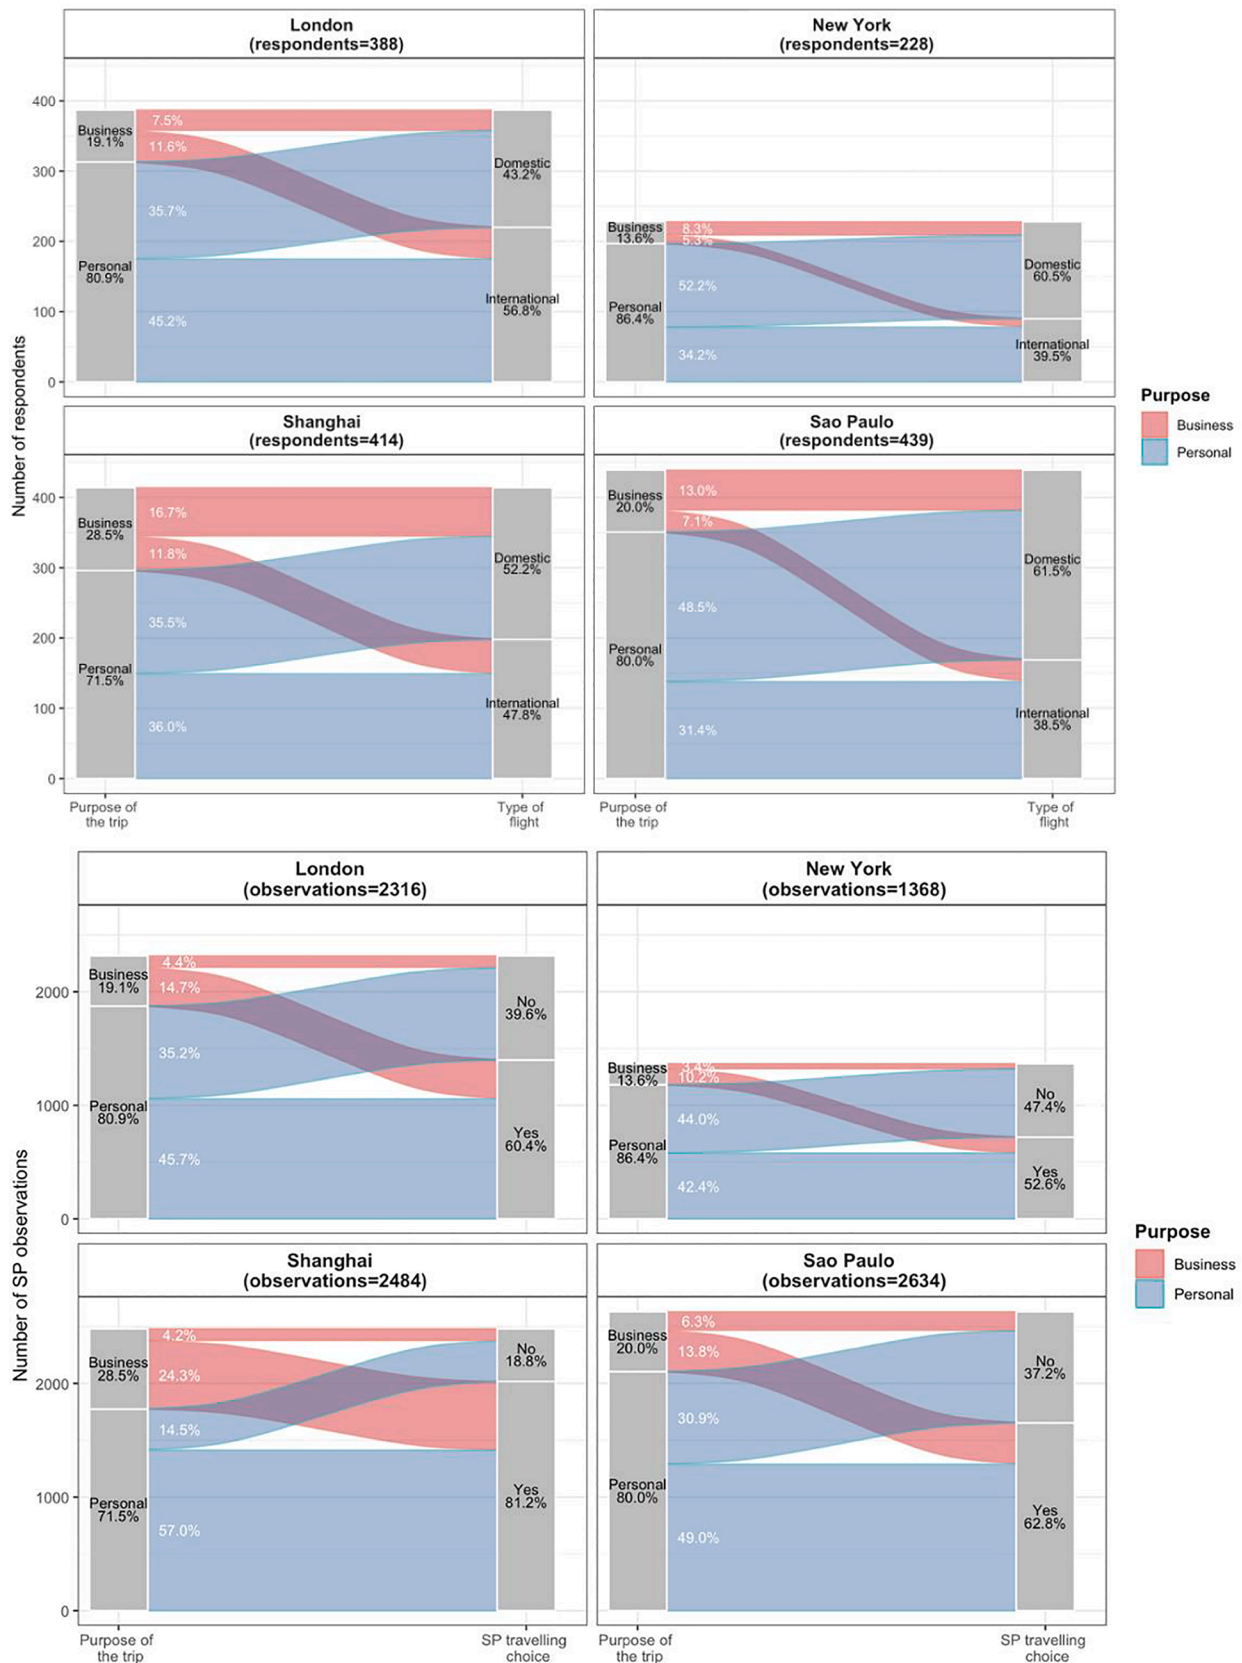 London
(respondents=388)
New York
(respondents=228)
Number of respondents
400
300
200
100
0
Business
19.1%
Personal
80.9%
7.5%
11.6%
35.7%
45.2%
Domestic
43.2%
International
56.8%
Business
13.6%
Personal
86.4%
8.3%
5.3%
52.2%
34.2%
Domestic
60.5%
International
39.5%
Purpose
Business
Personal
Shanghai
(respondents=414)
Sao Paulo
(respondents=439)
400
300
200
100
0
Business
28.5%
Personal
71.5%
16.7%
11.8%
35.5%
36.0%
Domestic
52.2%
International
47.8%
Business
20.0%
Personal
80.0%
13.0%
7.1%
48.5%
31.4%
Domestic
61.5%
International
38.5%
Purpose of
the trip
Type of
flight
Purpose of
the trip
Type of
flight
London
(observations=2316)
New York
(observations=1368)
Number of SP observations
2000
1000
0
Business
19.1%
Personal
80.9%
4.4%
14.7%
35.2%
45.7%
No
39.6%
Yes
60.4%
Business
13.6%
Personal
86.4%
3.4%
10.2%
44.0%
42.4%
No
47.4%
Yes
52.6%
Purpose
Business
Personal
Shanghai
(observations=2484)
Sao Paulo
(observations=2634)
2000
1000
0
Business
28.5%
Personal
71.5%
4.2%
24.3%
14.5%
57.0%
No
18.8%
Yes
81.2%
Business
20.0%
Personal
80.0%
6.3%
13.8%
30.9%
49.0%
No
37.2%
Yes
62.8%
Purpose of
the trip
SP travelling
choice
Purpose of
the trip
SP travelling
choice